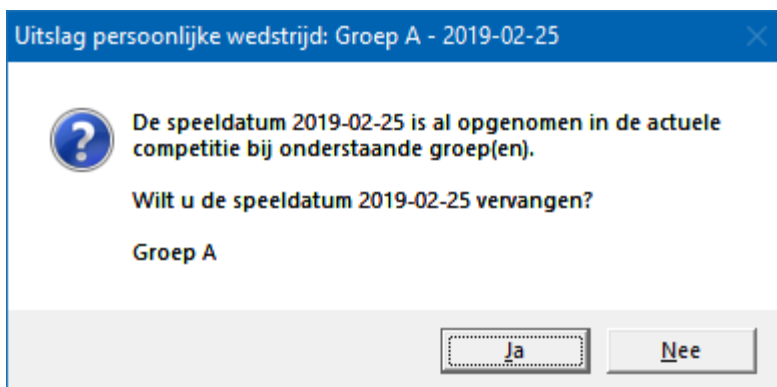 Uitslag persoonlijke wedstrijd: Groep A - 2019-02-25
De speeldatum 2019-02-25 is al opgenomen in de actuele
competitie bij onderstaande groep(en).
Wilt u de speeldatum 2019-02-25 vervangen?
Groep A
Ja
Nee